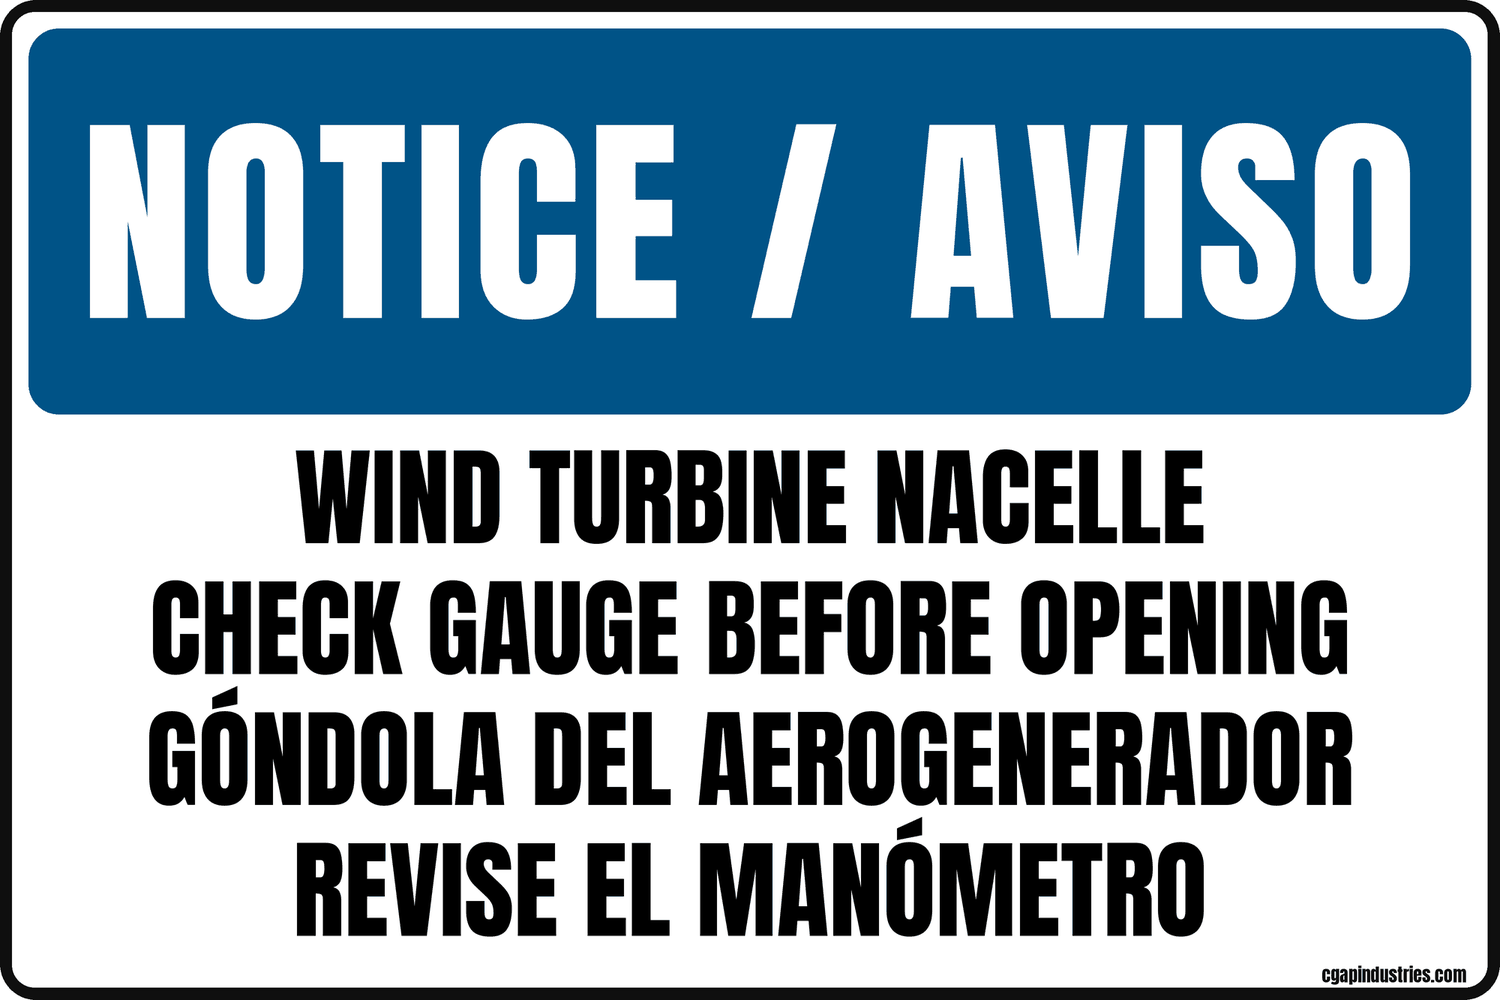 NOTICE / AVISO
WIND TURBINE NACELLE
CHECK GAUGE BEFORE OPENING
GÓNDOLA DEL AEROGENERADOR
REVISE EL MANÓMETRO
cgapindustries.com